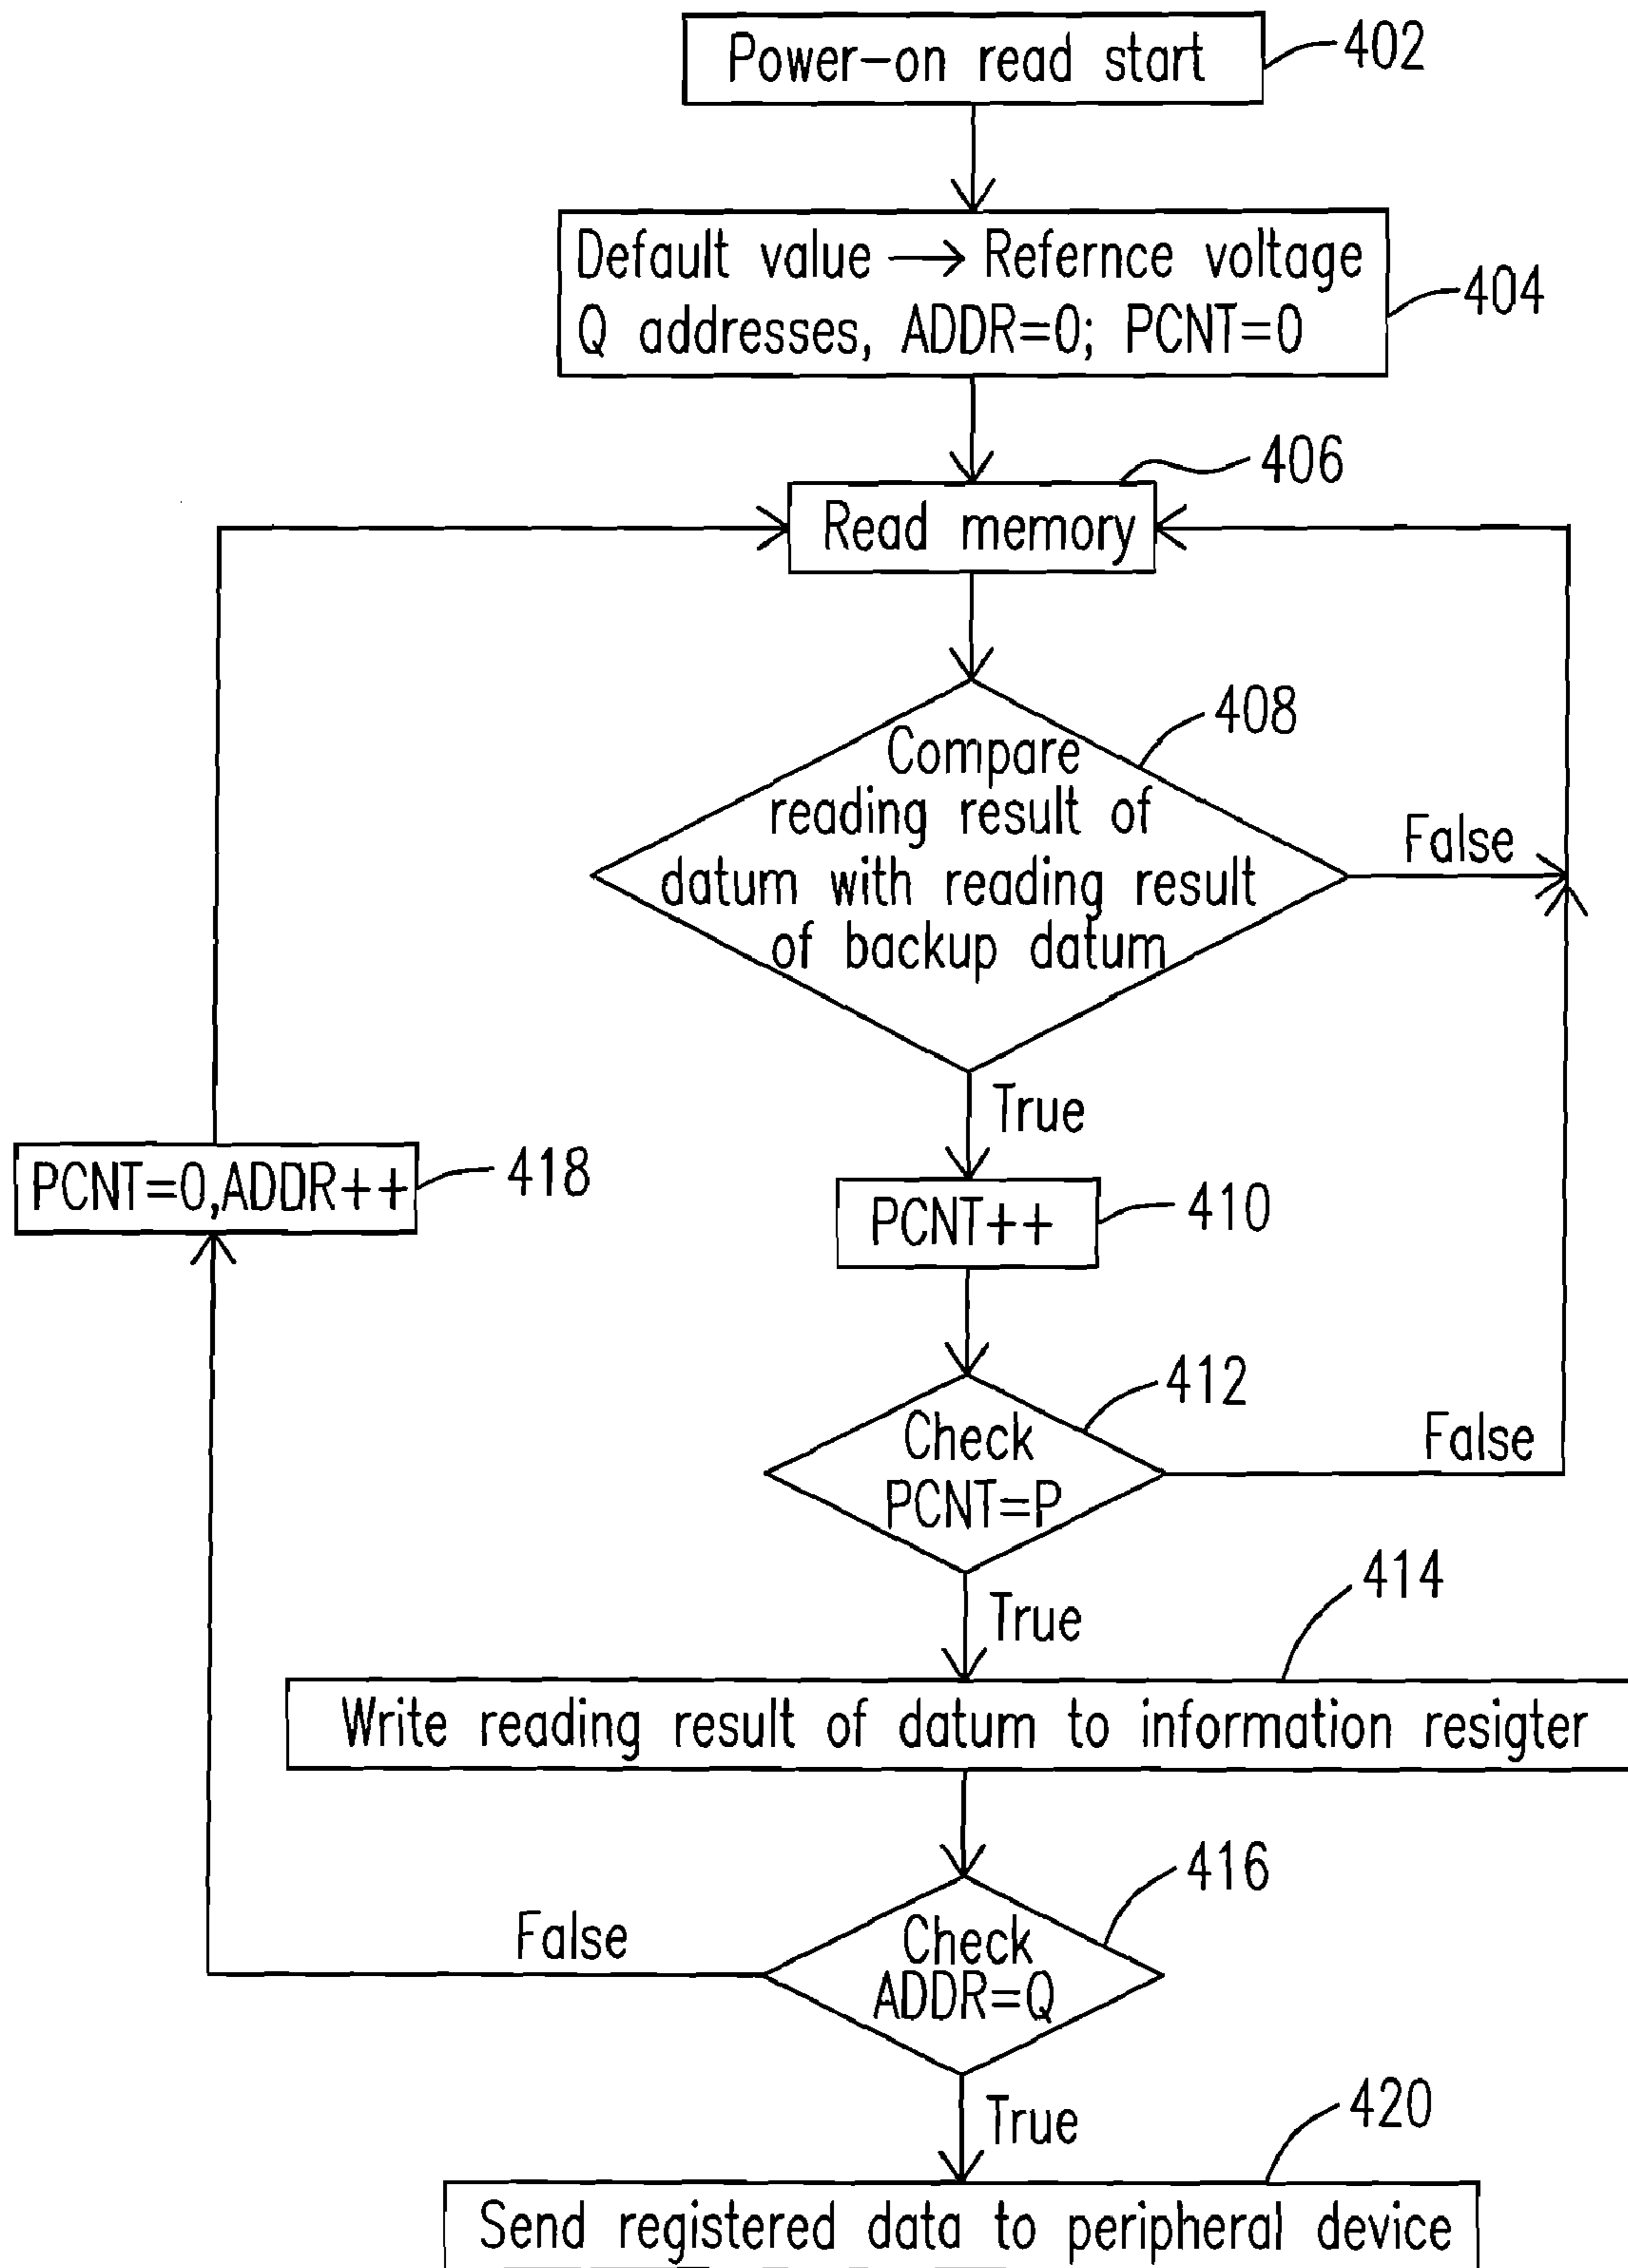 Power-on read start
402
Default value → Refernce voltage
Q addresses, ADDR=0; PCNT=0
404
406
Read memory
408
Compare
reading result of
datum with reading result
of backup datum
False
True
PCNT=0,ADDR++
418
PCNT++
410
412
Check
PCNT=P
False
True
414
Write reading result of datum to information resigter
416
Check
ADDR=Q
False
True
420
Send registered data to peripheral device